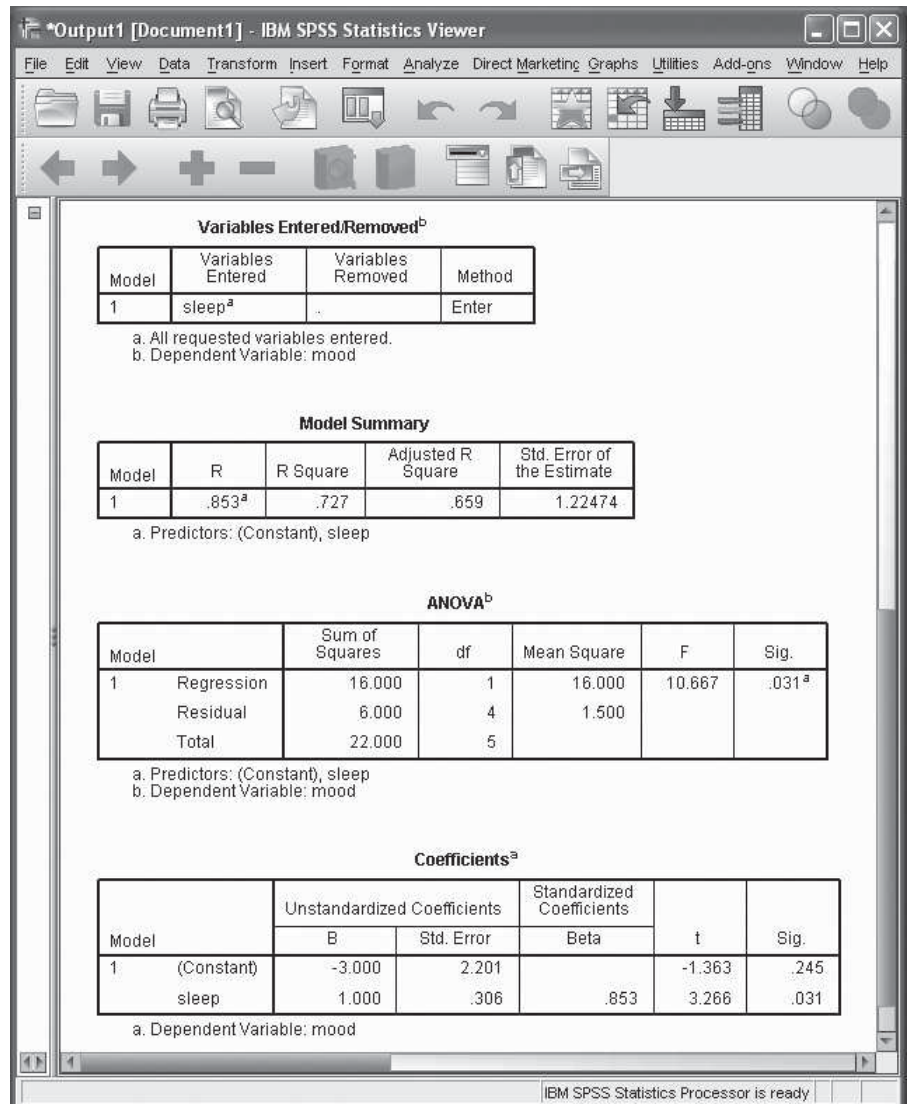 *Output1 [Document1] - IBM SPSS Statistics Viewer
File Edit View Data Transform Insert Format Analyze Direct Marketing Graphs Utilities Add-ons Window Help
Variables Entered/Removedᵇ
Model Variables Entered Variables Removed Method
1 sleepᵃ . Enter
a. All requested variables entered.
b. Dependent Variable: mood
Model Summary
Model R R Square Adjusted R Square Std. Error of the Estimate
1 .853ᵃ .727 .659 1.22474
a. Predictors: (Constant), sleep
ANOVAᵇ
Model Sum of Squares df Mean Square F Sig.
1 Regression 16.000 1 16.000 10.667 .031ᵃ
Residual 6.000 4 1.500
Total 22.000 5
a. Predictors: (Constant), sleep
b. Dependent Variable: mood
Coefficientsᵃ
Model Unstandardized Coefficients Standardized Coefficients t Sig.
B Std. Error Beta
1 (Constant) -3.000 2.201 -1.363 .245
sleep 1.000 .306 .853 3.266 .031
a. Dependent Variable: mood
IBM SPSS Statistics Processor is ready